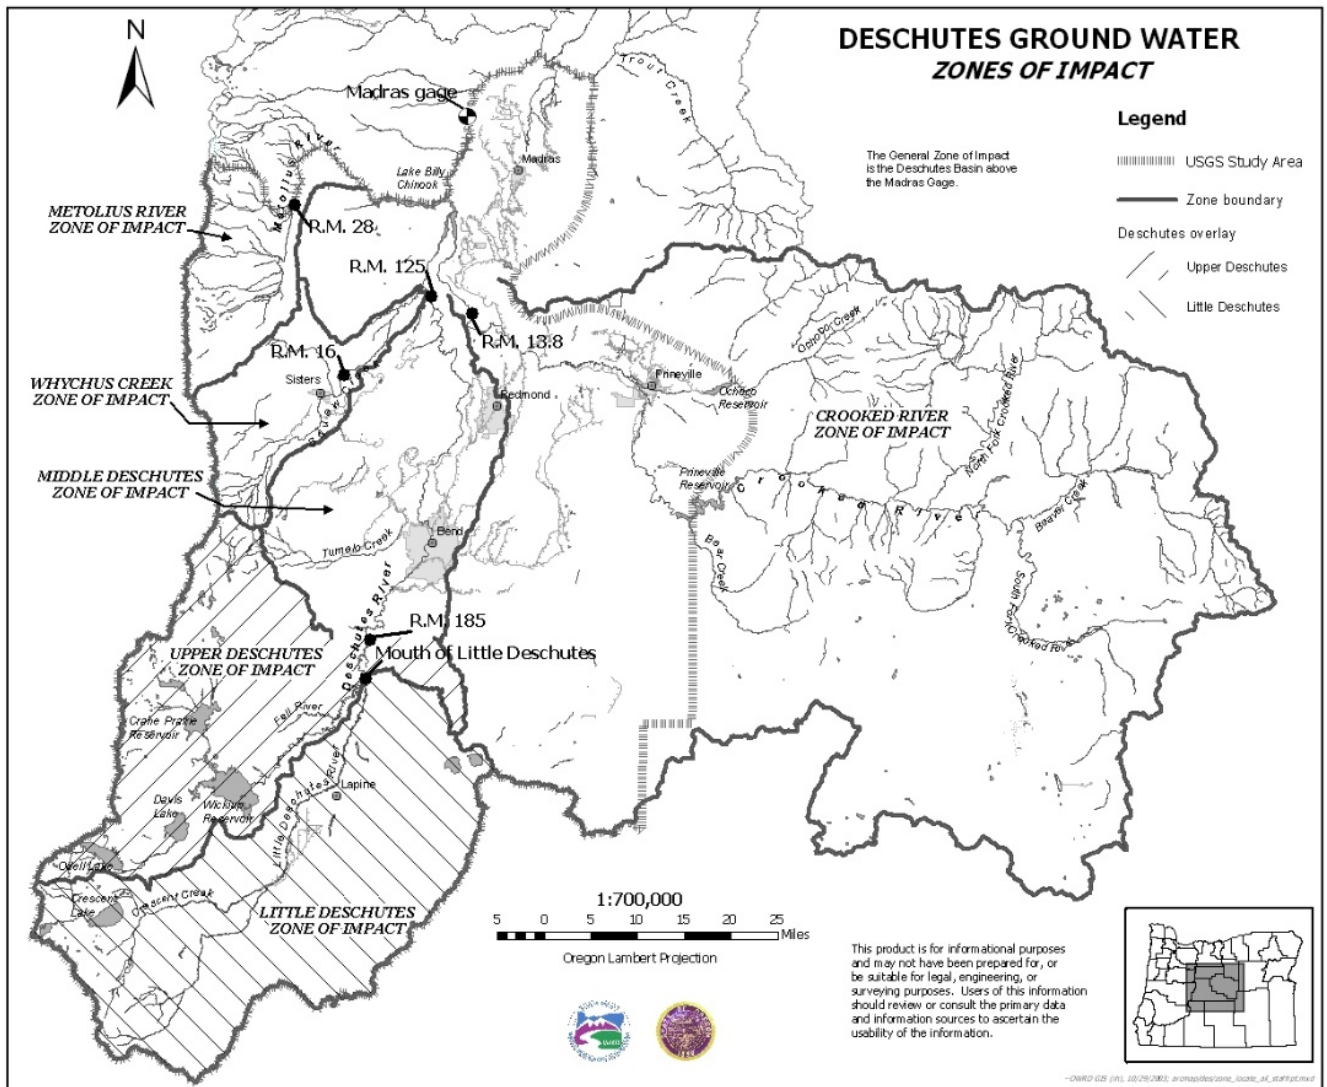 DESCHUTES GROUND WATER
ZONES OF IMPACT
N
Legend
USGS Study Area
Zone boundary
Deschutes overlay
Upper Deschutes
Little Deschutes
The General Zone of Impact
is the Deschutes Basin above
the Madras Gage.
Madras gage
Trout Creek
Madras
Metolius River
Lake Billy
Chinook
METOLIUS RIVER
ZONE OF IMPACT
R.M. 28
R.M. 125
R.M. 13.8
R.M. 16
Sisters
Redmond
Prineville
Ochoco Creek
Ochoco
Reservoir
WHYCHUS CREEK
ZONE OF IMPACT
CROOKED RIVER
ZONE OF IMPACT
North Fork Crooked River
MIDDLE DESCHUTES
ZONE OF IMPACT
Prineville
Reservoir
Crooked River
Beaver Creek
Bear Creek
South Fork Crooked River
Tumalo Creek
Bend
Deschutes River
R.M. 185
Mouth of Little Deschutes
UPPER DESCHUTES
ZONE OF IMPACT
Fall River
Crane Prairie
Reservoir
Davis
Lake
Wickiup
Reservoir
Little Deschutes River
Lapine
Odell Lake
Crescent
Lake
Crescent Creek
LITTLE DESCHUTES
ZONE OF IMPACT
1:700,000
5 0 5 10 15 20 25
Miles
Oregon Lambert Projection
This product is for informational purposes
and may not have been prepared for, or
be suitable for legal, engineering, or
surveying purposes. Users of this information
should review or consult the primary data
and information sources to ascertain the
usability of the information.